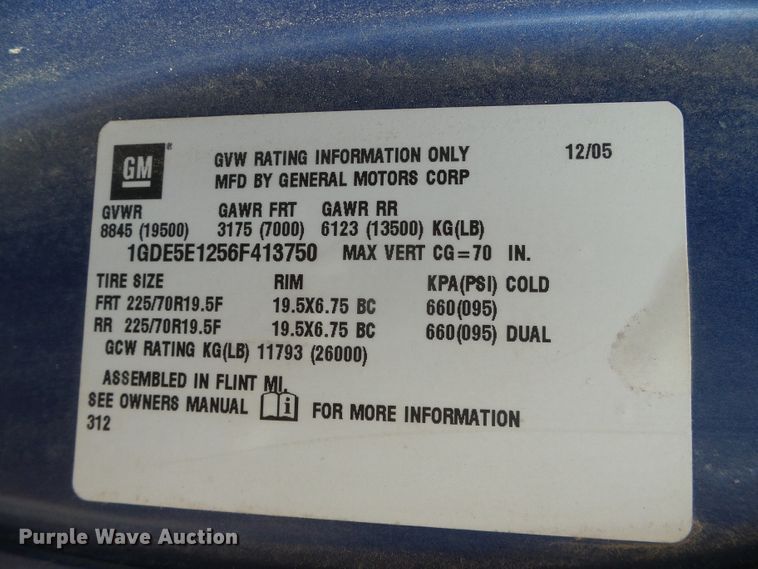 GM ®
GVW RATING INFORMATION ONLY 12/05
MFD BY GENERAL MOTORS CORP
GVWR GAWR FRT GAWR RR
8845 (19500) 3175 (7000) 6123 (13500) KG(LB)
1GDE5E1256F413750 MAX VERT CG=70 IN.
TIRE SIZE RIM KPA(PSI) COLD
FRT 225/70R19.5F 19.5X6.75 BC 660(095)
RR 225/70R19.5F 19.5X6.75 BC 660(095) DUAL
GCW RATING KG(LB) 11793 (26000)
ASSEMBLED IN FLINT MI.
SEE OWNERS MANUAL i FOR MORE INFORMATION
312
Purple Wave Auction®